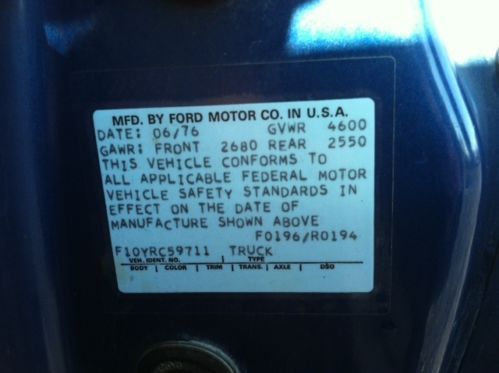 MFD. BY FORD MOTOR CO. IN U.S.A.
DATE: 06/76 GVWR 4600
GAWR: FRONT 2680 REAR 2550
THIS VEHICLE CONFORMS TO
ALL APPLICABLE FEDERAL MOTOR
VEHICLE SAFETY STANDARDS IN
EFFECT ON THE DATE OF
MANUFACTURE SHOWN ABOVE
F0196/R0194
F10YRC59711 TRUCK
VEH. IDENT. NO. TYPE
BODY COLOR TRIM TRANS. AXLE DSO